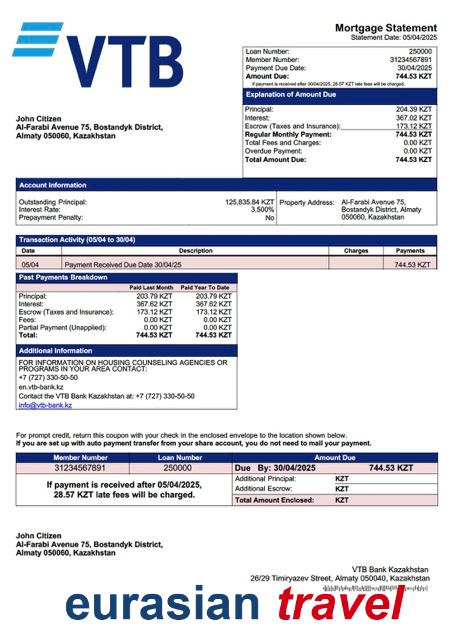 VTB
Mortgage Statement
Statement Date: 05/04/2025
Loan Number: 250000
Member Number: 31234567891
Payment Due Date: 30/04/2025
Amount Due: 744.53 KZT
If payment is received after 30/04/2025, 28.57 KZT late fees will be charged.
Explanation of Amount Due
Principal: 204.39 KZT
Interest: 367.02 KZT
Escrow (Taxes and Insurance): 173.12 KZT
Regular Monthly Payment: 744.53 KZT
Total Fees and Charges: 0.00 KZT
Overdue Payment: 0.00 KZT
Total Amount Due: 744.53 KZT
John Citizen
Al-Farabi Avenue 75, Bostandyk District,
Almaty 050060, Kazakhstan
Account Information
Outstanding Principal: 125,835.84 KZT
Interest Rate: 3.500%
Prepayment Penalty: No
Property Address: Al-Farabi Avenue 75,
Bostandyk District, Almaty
050060, Kazakhstan
Transaction Activity (05/04 to 30/04)
Date Description Charges Payments
05/04 Payment Received Due Date 30/04/25 744.53 KZT
Past Payments Breakdown
Paid Last Month Paid Year To Date
Principal: 203.79 KZT 203.79 KZT
Interest: 367.62 KZT 367.62 KZT
Escrow (Taxes and Insurance): 173.12 KZT 173.12 KZT
Fees: 0.00 KZT 0.00 KZT
Partial Payment (Unapplied): 0.00 KZT 0.00 KZT
Total: 744.53 KZT 744.53 KZT
Additional Information
FOR INFORMATION ON HOUSING COUNSELING AGENCIES OR
PROGRAMS IN YOUR AREA CONTACT:
+7 (727) 330-50-50
en.vtb-bank.kz
Contact the VTB Bank Kazakhstan at: +7 (727) 330-50-50
info@vtb-bank.kz
For prompt credit, return this coupon with your check in the enclosed envelope to the location shown below.
If you are set up with auto payment transfer from your share account, you do not need to mail your payment.
Member Number Loan Number Amount Due
31234567891 250000 Due By: 30/04/2025 744.53 KZT
If payment is received after 05/04/2025,
28.57 KZT late fees will be charged.
Additional Principal: KZT
Additional Escrow: KZT
Total Amount Enclosed: KZT
John Citizen
Al-Farabi Avenue 75, Bostandyk District,
Almaty 050060, Kazakhstan
VTB Bank Kazakhstan
26/29 Timiryazev Street, Almaty 050040, Kazakhstan
eurasian travel